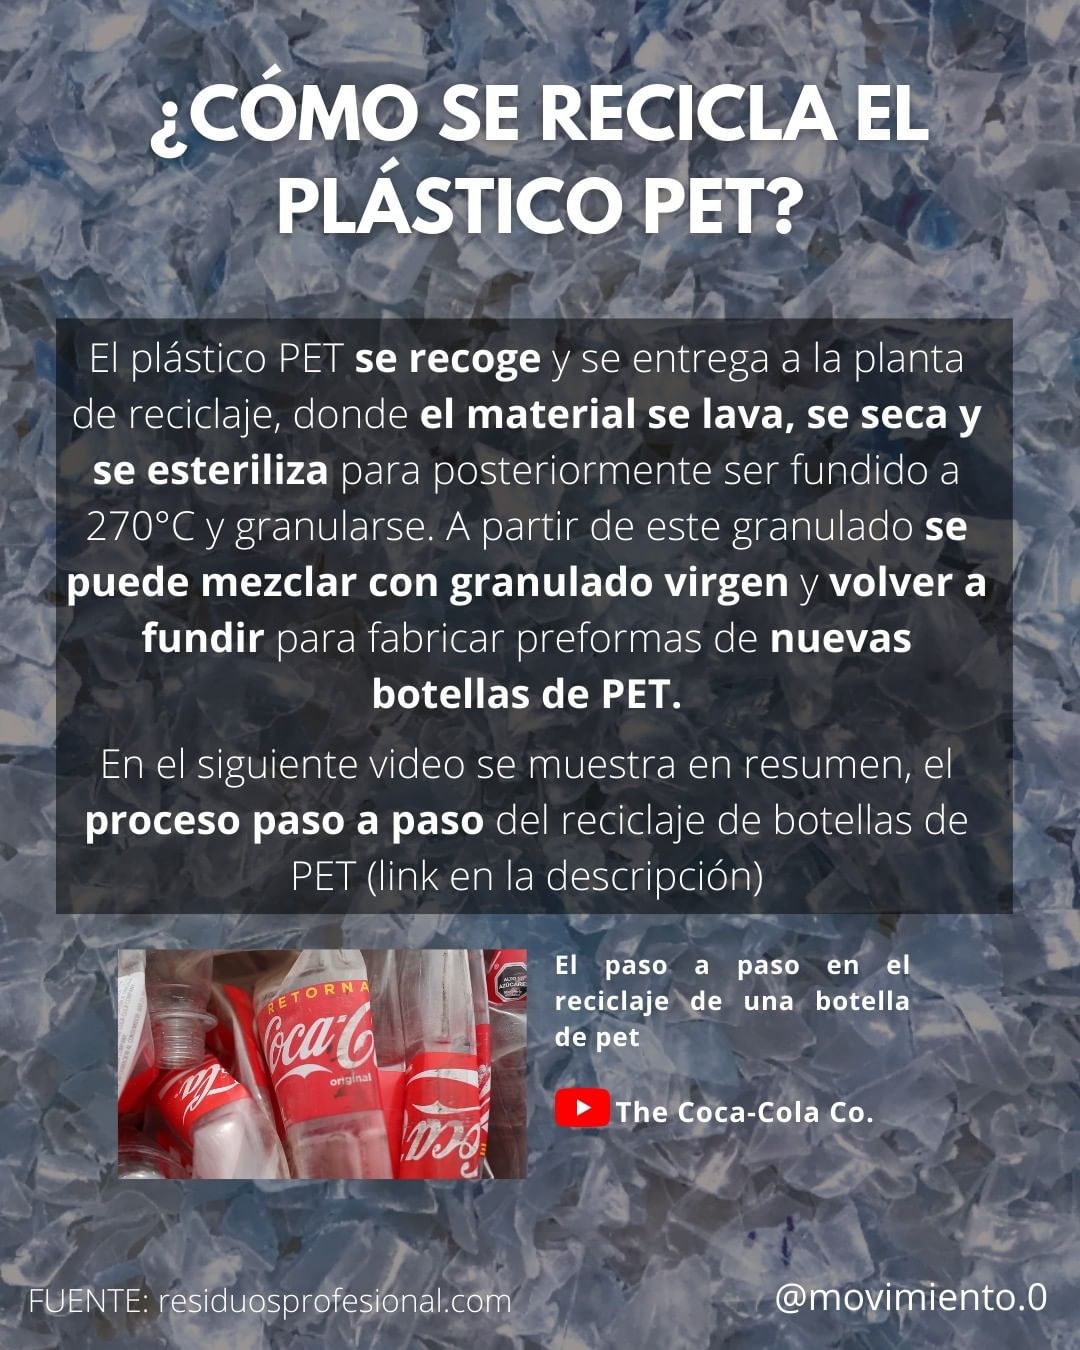 ¿CÓMO SE RECICLA EL
PLÁSTICO PET?
El plástico PET se recoge y se entrega a la planta
de reciclaje, donde el material se lava, se seca y
se esteriliza para posteriormente ser fundido a
270°C y granularse. A partir de este granulado se
puede mezclar con granulado virgen y volver a
fundir para fabricar preformas de nuevas
botellas de PET.
En el siguiente video se muestra en resumen, el
proceso paso a paso del reciclaje de botellas de
PET (link en la descripción)
RETORNA
Coca-C
original
ALTO EN
AZÚCARES
El paso a paso en el
reciclaje de una botella
de pet
The Coca-Cola Co.
FUENTE: residuosprofesional.com
@movimiento.0